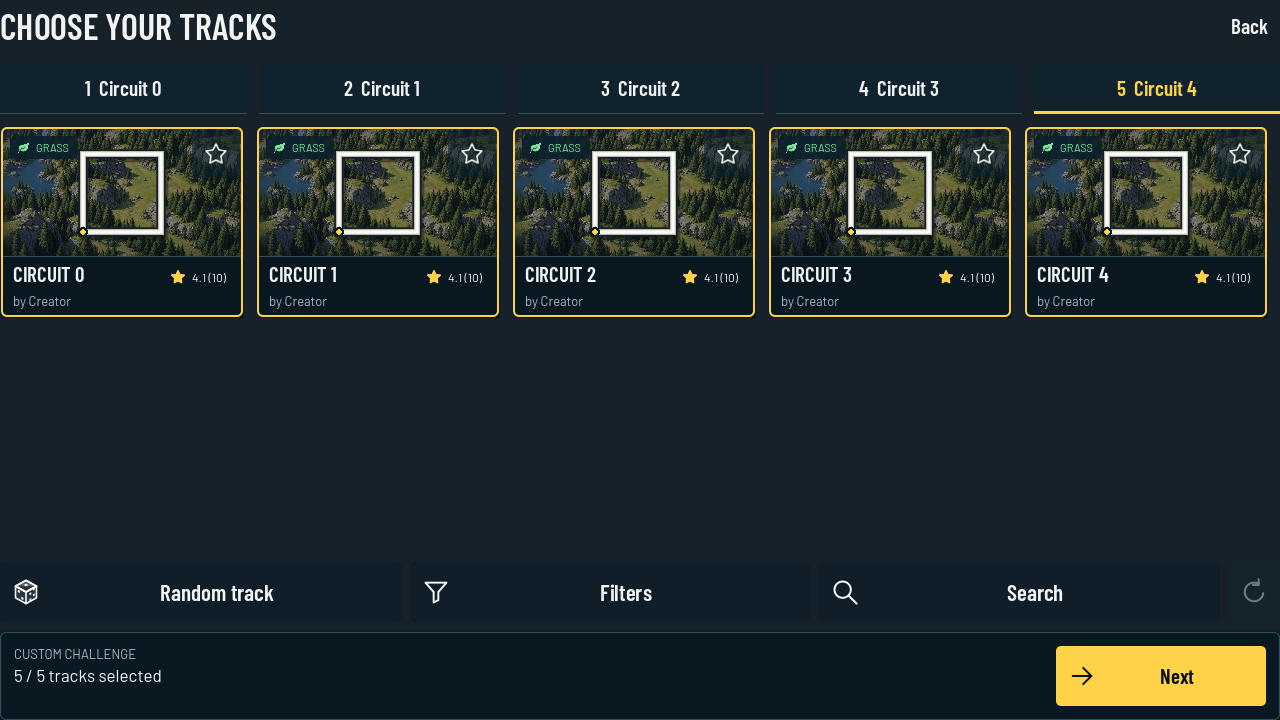 CHOOSE YOUR TRACKS
Back
1 Circuit 0
2 Circuit 1
3 Circuit 2
4 Circuit 3
5 Circuit 4
GRASS
GRASS
GRASS
GRASS
GRASS
CIRCUIT 0
4.1 (10)
by Creator
CIRCUIT 1
4.1 (10)
by Creator
CIRCUIT 2
4.1 (10)
by Creator
CIRCUIT 3
4.1 (10)
by Creator
CIRCUIT 4
4.1 (10)
by Creator
Random track
Filters
Search
CUSTOM CHALLENGE
5 / 5 tracks selected
Next